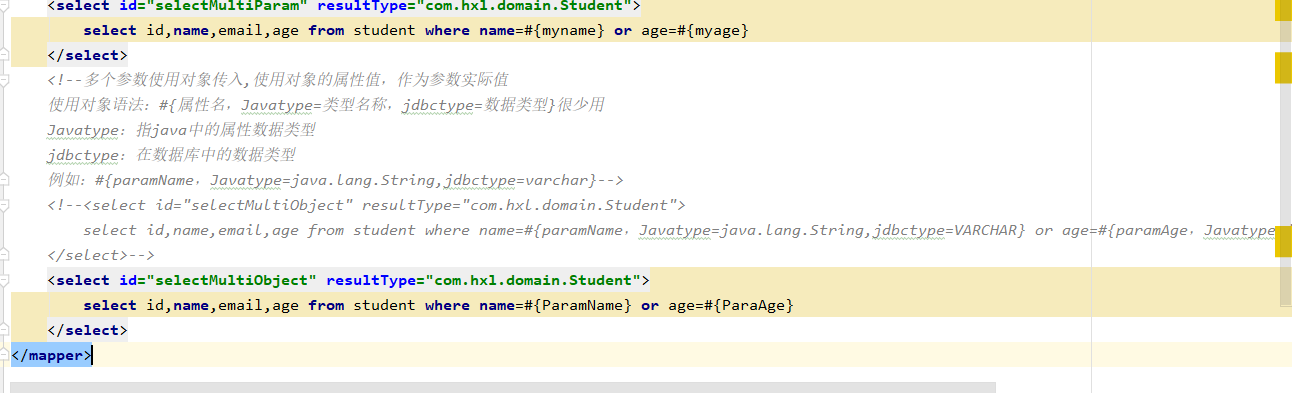 <select id="selectMultiParam" resultType="com.hxl.domain.Student">
select id,name,email,age from student where name=#{myname} or age=#{myage}
</select>
<!--多个参数使用对象传入,使用对象的属性值，作为参数实际值
使用对象语法：#{属性名，Javatype=类型名称，jdbctype=数据类型}很少用
Javatype：指java中的属性数据类型
jdbctype：在数据库中的数据类型
例如：#{paramName，Javatype=java.lang.String,jdbctype=varchar}-->
<!--<select id="selectMultiObject" resultType="com.hxl.domain.Student">
select id,name,email,age from student where name=#{paramName，Javatype=java.lang.String,jdbctype=VARCHAR} or age=#{paramAge，Javatype
</select>-->
<select id="selectMultiObject" resultType="com.hxl.domain.Student">
select id,name,email,age from student where name=#{ParamName} or age=#{ParaAge}
</select>
</mapper>